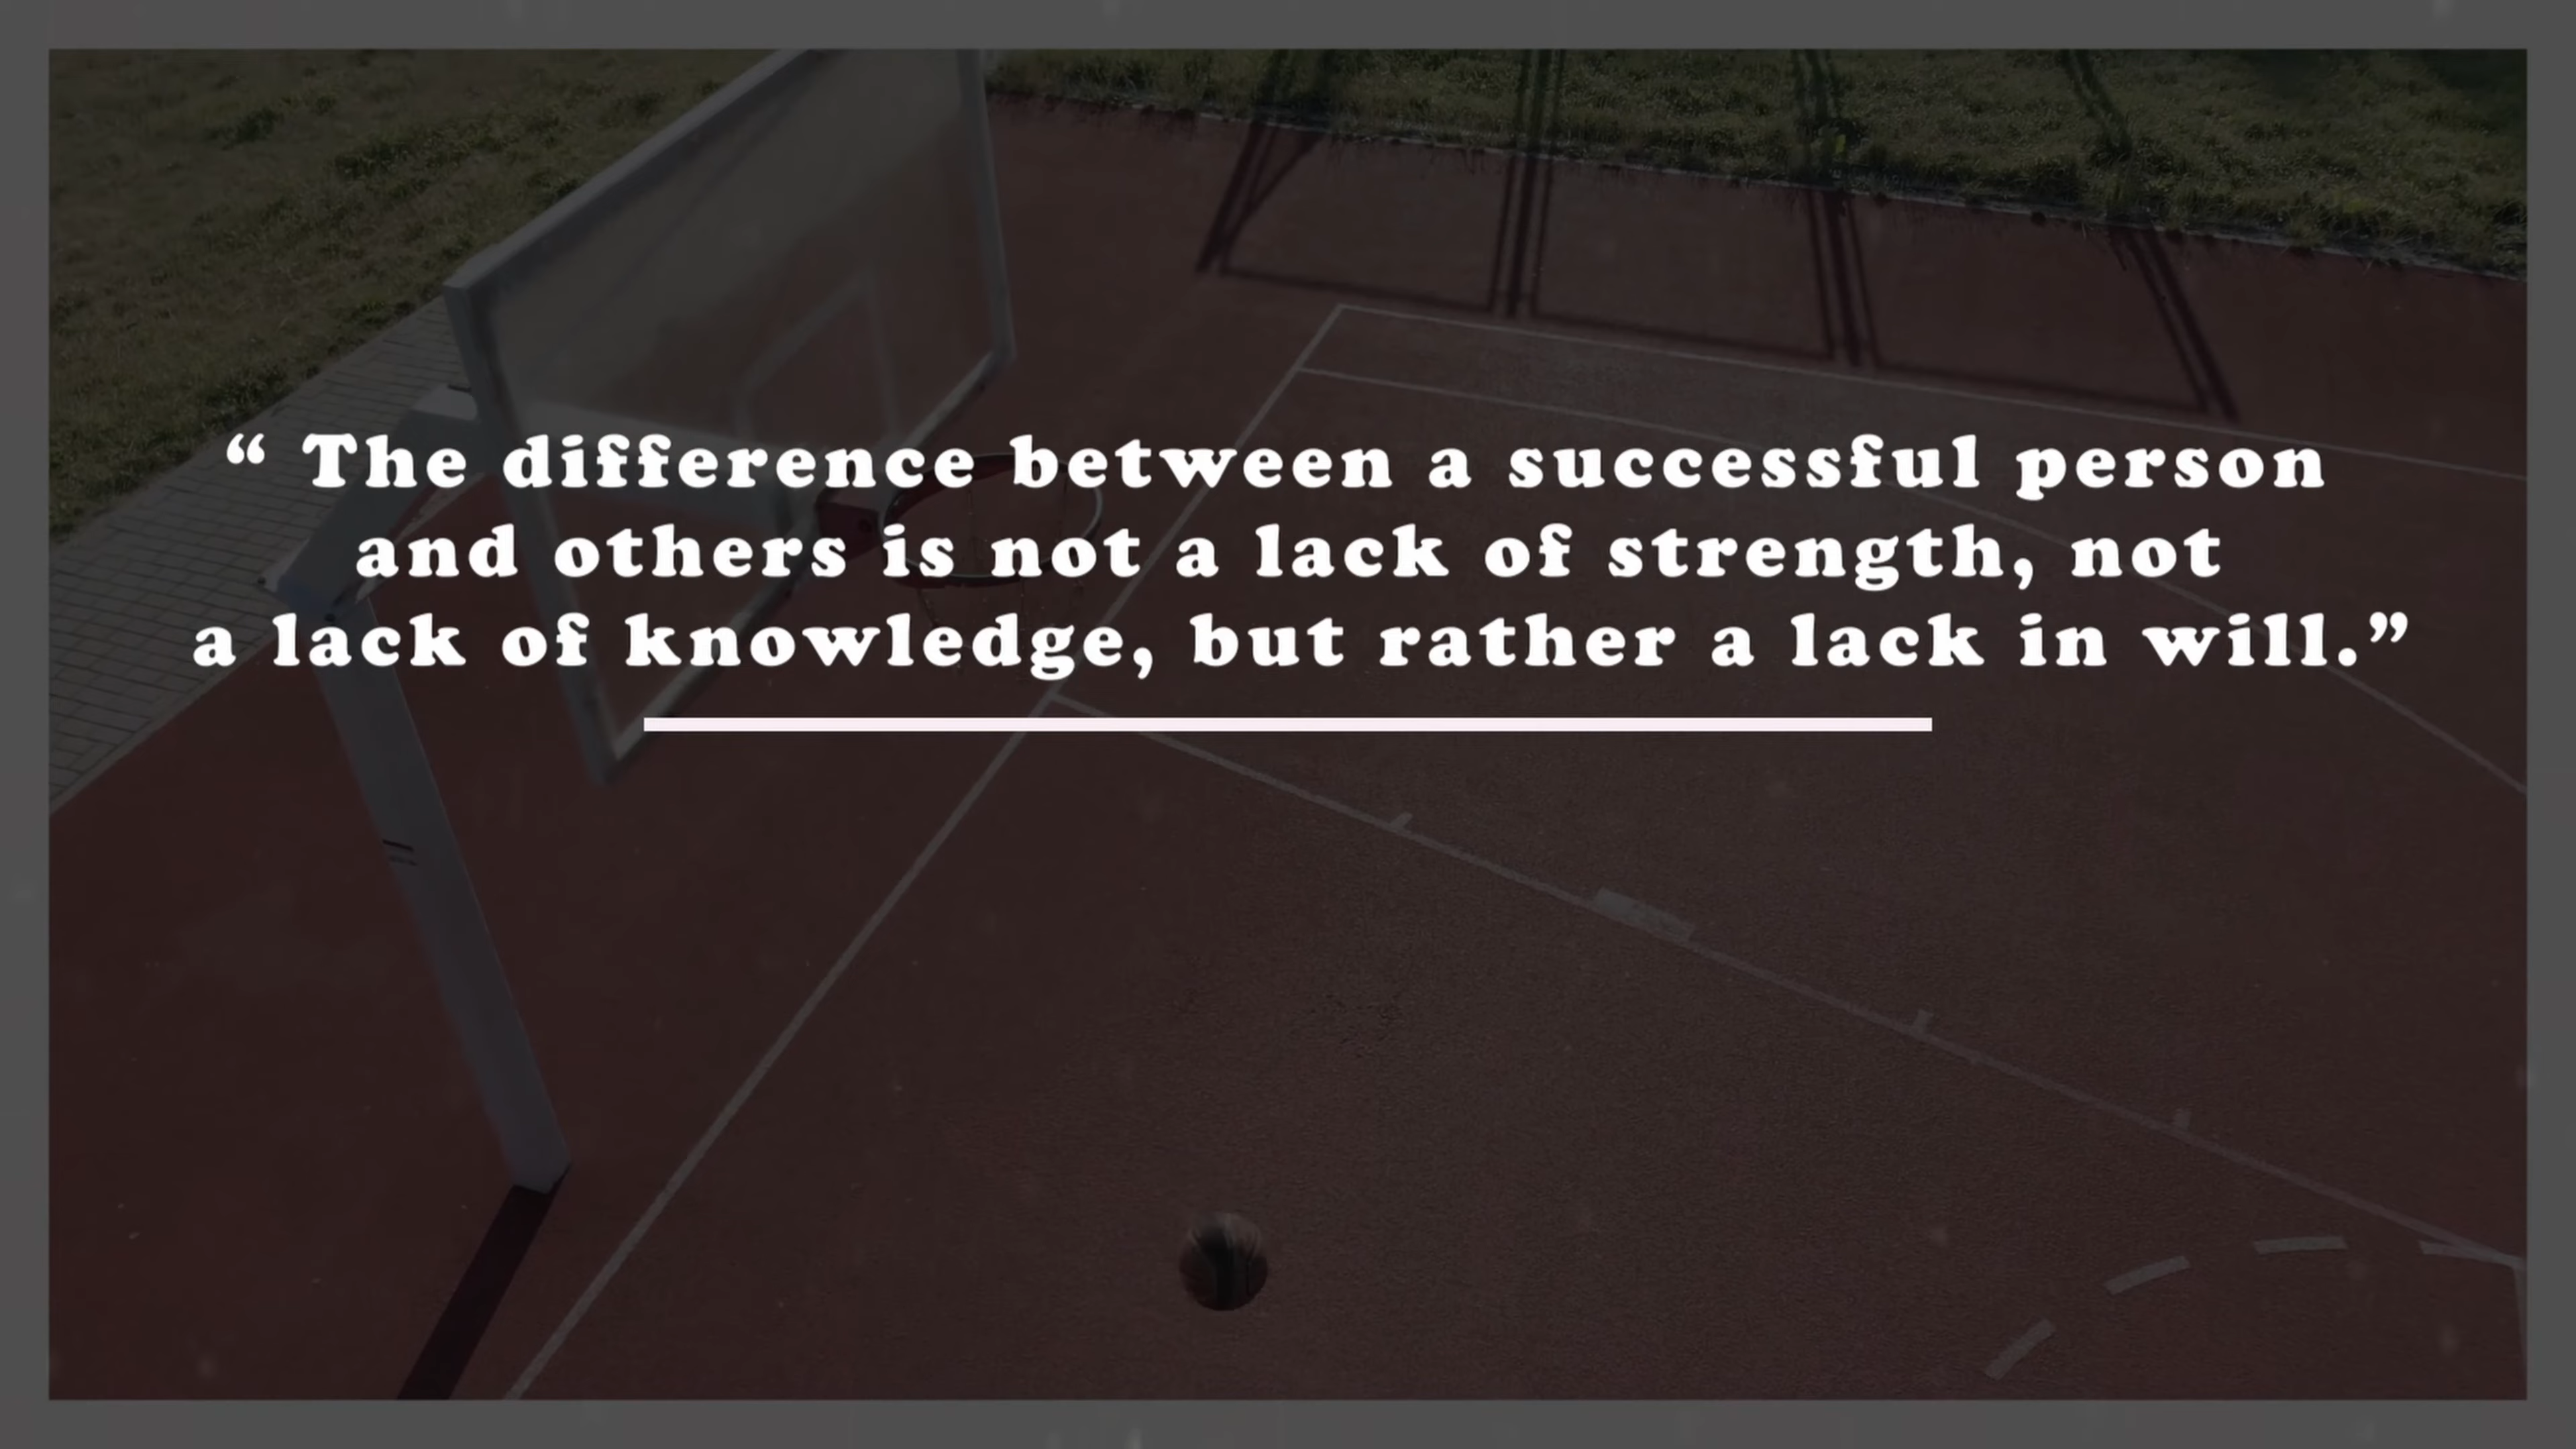 “ The difference between a successful person
and others is not a lack of strength, not
a lack of knowledge, but rather a lack in will.”